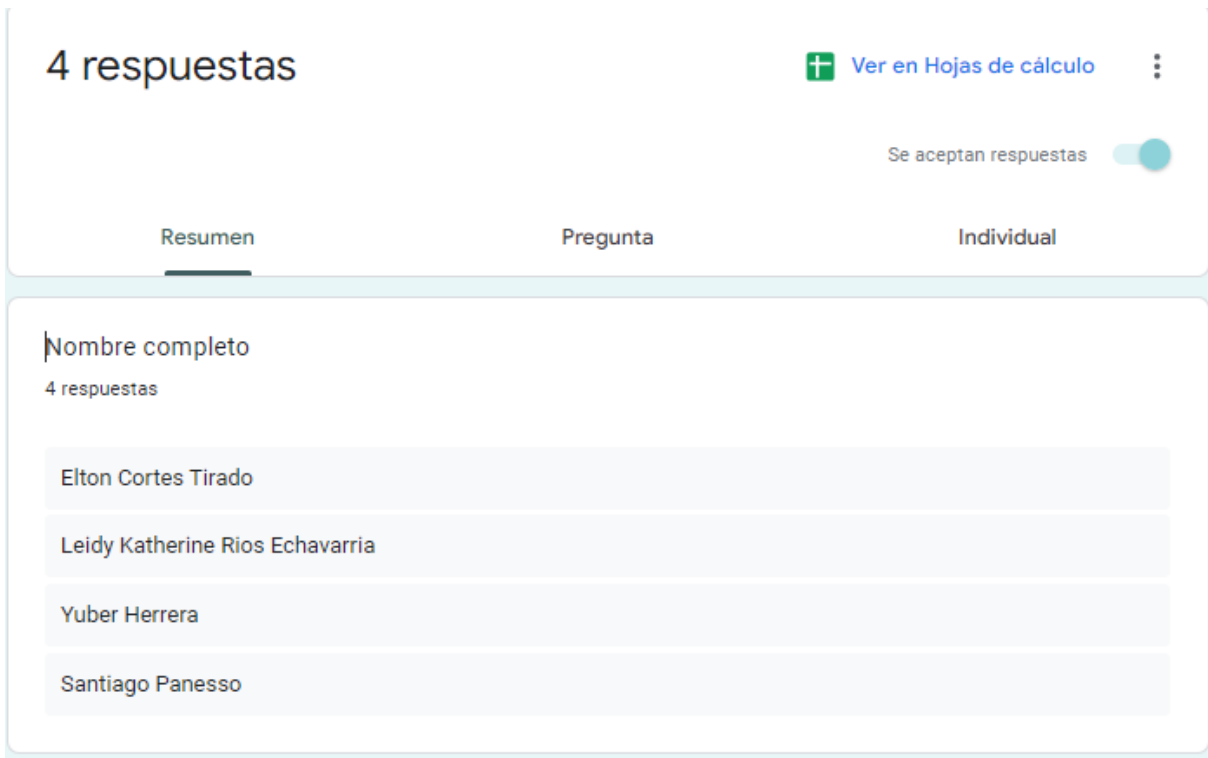 4 respuestas
Ver en Hojas de cálculo
Se aceptan respuestas
Resumen
Pregunta
Individual
Nombre completo
4 respuestas
Elton Cortes Tirado
Leidy Katherine Rios Echavarria
Yuber Herrera
Santiago Panesso